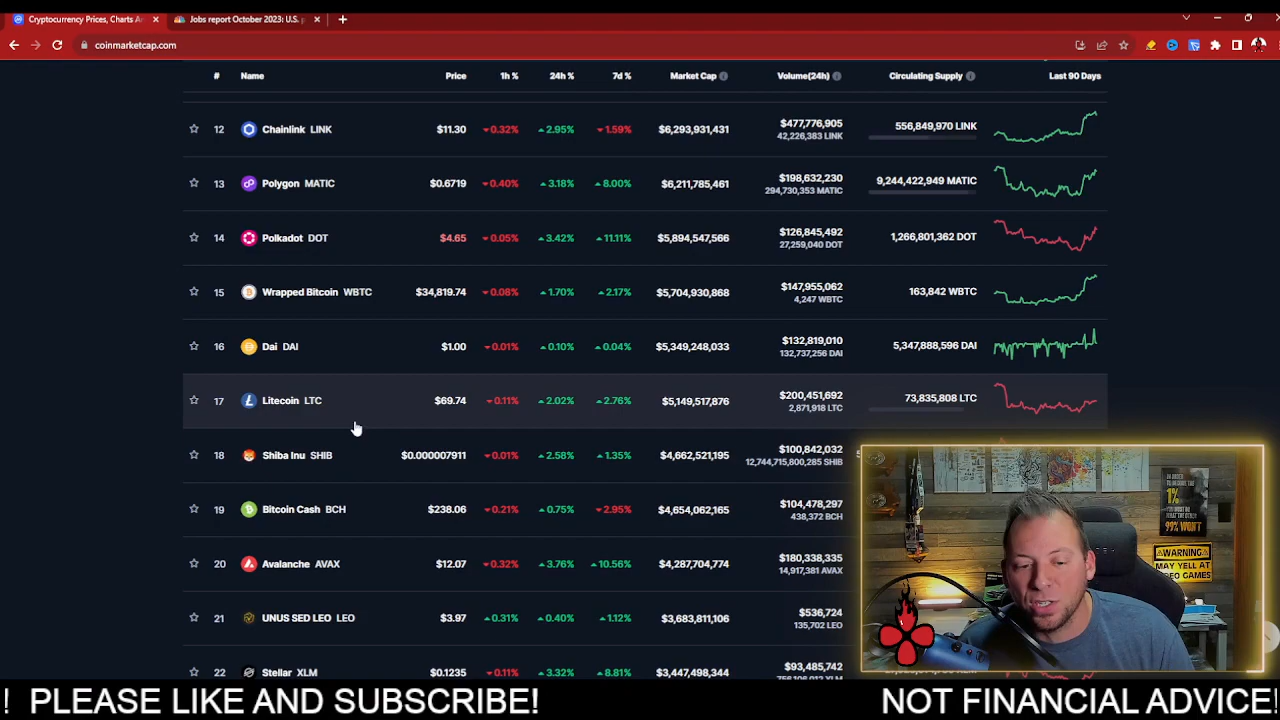 Cryptocurrency Prices, Charts A
Jobs report October 2023: U.S. p
coinmarketcap.com
# Name Price 1h % 24h % 7d % Market Cap Volume(24h) Circulating Supply Last 90 Days
12 Chainlink LINK $11.30 0.32% 2.95% 1.59% $6,293,931,431 $477,776,905 556,849,970 LINK
42,226,383 LINK
13 Polygon MATIC $0.6719 0.40% 3.18% 8.00% $6,211,785,461 $198,632,230 9,244,422,949 MATIC
294,730,353 MATIC
14 Polkadot DOT $4.65 0.05% 3.42% 11.11% $5,894,547,566 $126,845,492 1,266,801,362 DOT
27,259,040 DOT
15 Wrapped Bitcoin WBTC $34,819.74 0.08% 1.70% 2.17% $5,704,930,868 $147,955,062 163,842 WBTC
4,247 WBTC
16 Dai DAI $1.00 0.01% 0.10% 0.04% $5,349,248,033 $132,819,010 5,347,888,596 DAI
132,737,256 DAI
17 Litecoin LTC $69.74 0.11% 2.02% 2.76% $5,149,517,876 $200,451,692 73,835,808 LTC
2,871,918 LTC
18 Shiba Inu SHIB $0.000007911 0.01% 2.58% 1.35% $4,662,521,195 $100,842,032
12,744,715,800,285 SHIB
19 Bitcoin Cash BCH $238.06 0.21% 0.75% 2.95% $4,654,062,165 $104,478,297
438,372 BCH
20 Avalanche AVAX $12.07 0.32% 3.76% 10.56% $4,287,704,774 $180,338,335
14,917,381 AVAX
21 UNUS SED LEO LEO $3.97 0.31% 0.40% 1.12% $3,683,811,106 $536,724
135,702 LEO
22 Stellar XLM $0.1235 0.11% 3.32% 8.81% $3,447,498,344 $93,485,742
1%
99% WON'T
WARNING
MAY YELL AT
VIDEO GAMES
! PLEASE LIKE AND SUBSCRIBE! NOT FINANCIAL ADVICE!